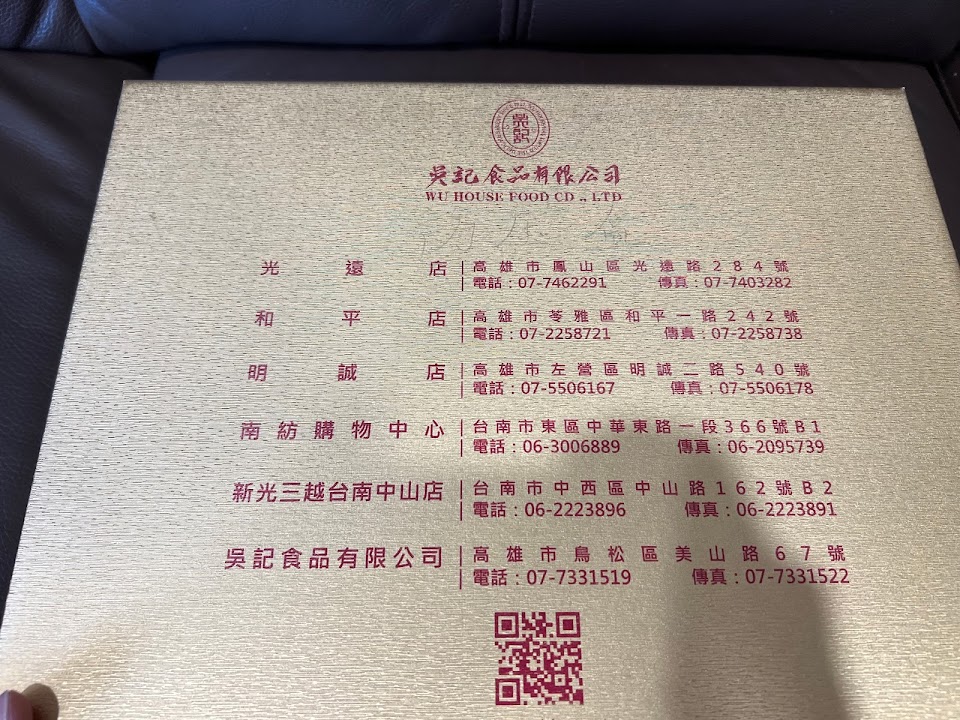 吳記
吳記食品有限公司
WU HOUSE FOOD CD ., LTD
光遠店 高雄市鳳山區光遠路284號
電話：07-7462291 傳真：07-7403282
和平店 高雄市苓雅區和平一路242號
電話：07-2258721 傳真：07-2258738
明誠店 高雄市左營區明誠二路540號
電話：07-5506167 傳真：07-5506178
南紡購物中心 台南市東區中華東路一段366號B1
電話：06-3006889 傳真：06-2095739
新光三越台南中山店 台南市中西區中山路162號B2
電話：06-2223896 傳真：06-2223891
吳記食品有限公司 高雄市鳥松區美山路67號
電話：07-7331519 傳真：07-7331522